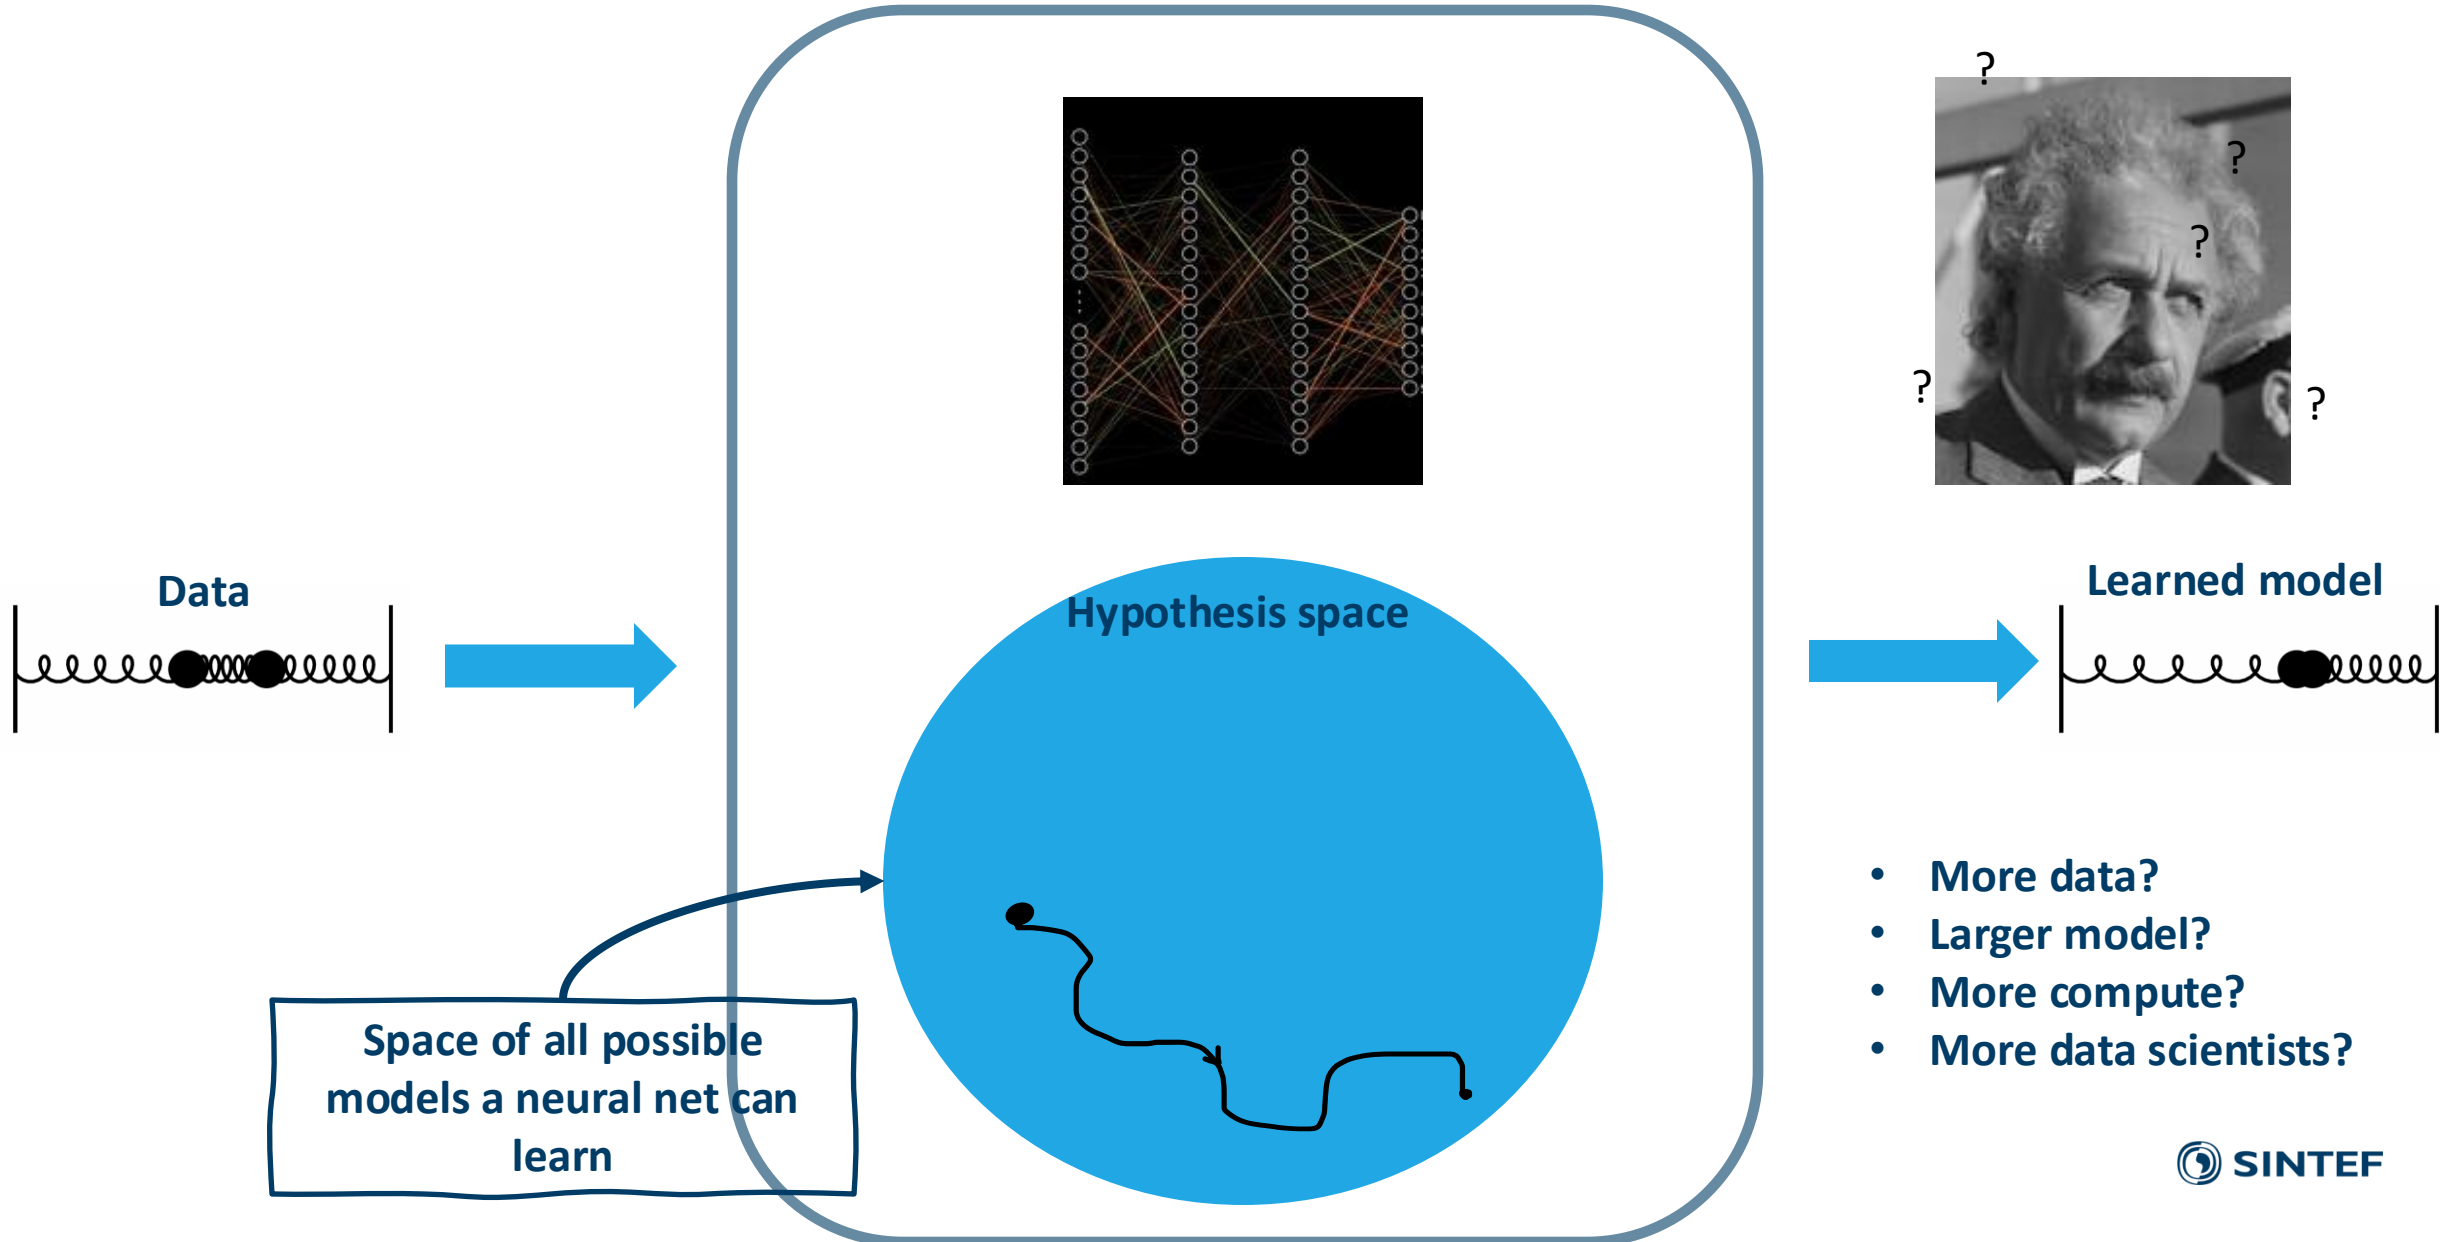 ?
?
?
?
?
Data
Hypothesis space
Learned model
Space of all possible
models a neural net can
learn
• More data?
• Larger model?
• More compute?
• More data scientists?
SINTEF